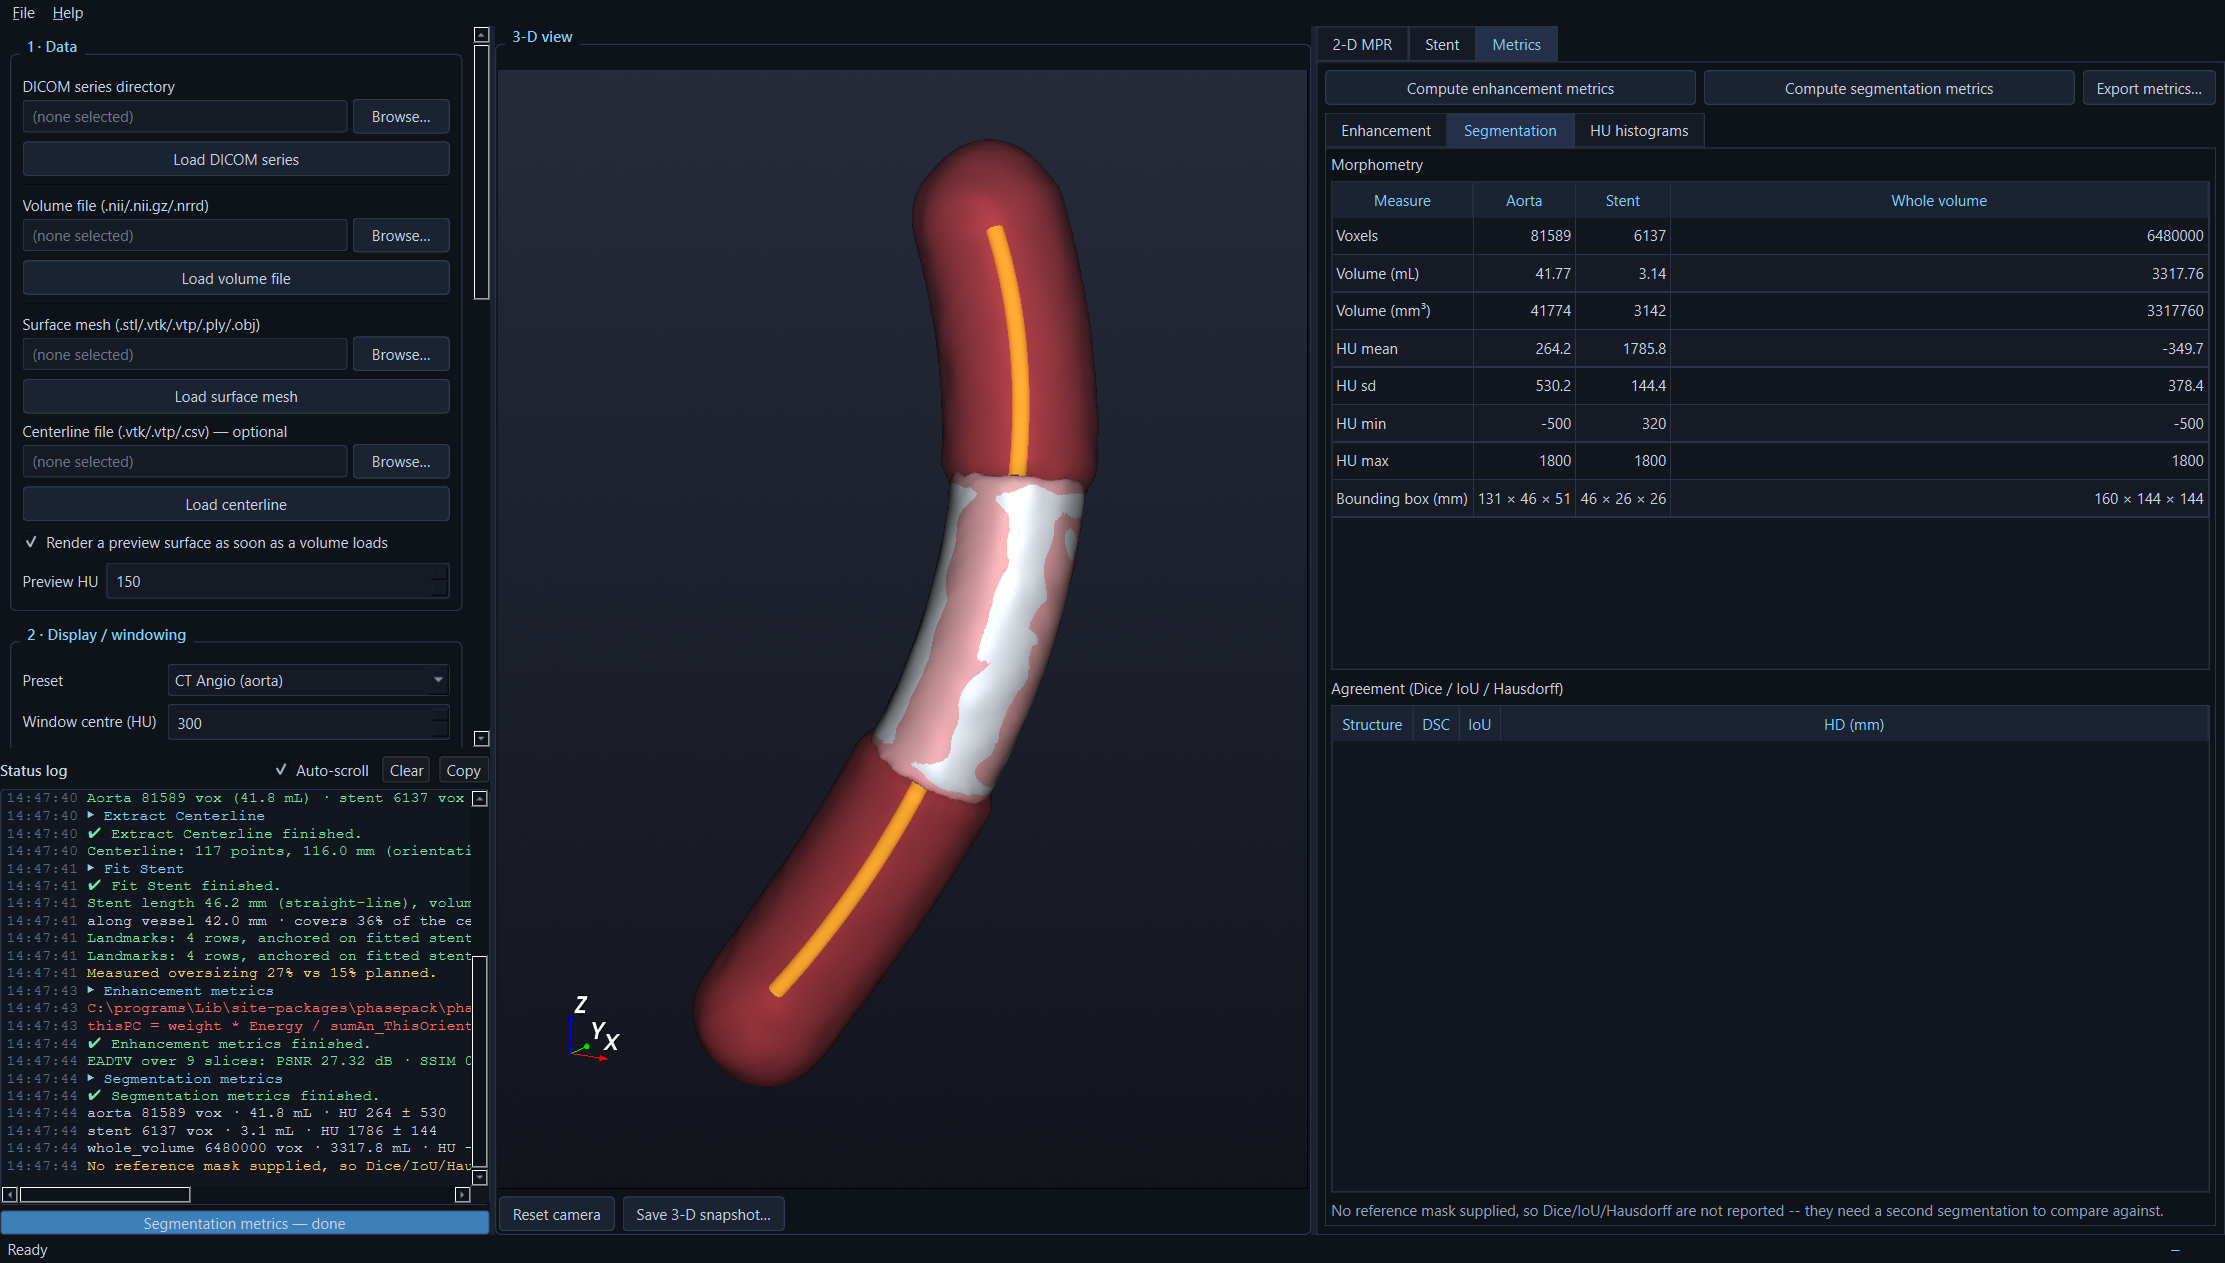 File Help
1 · Data
DICOM series directory
(none selected) Browse...
Load DICOM series
Volume file (.nii/.nii.gz/.nrrd)
(none selected) Browse...
Load volume file
Surface mesh (.stl/.vtk/.vtp/.ply/.obj)
(none selected) Browse...
Load surface mesh
Centerline file (.vtk/.vtp/.csv) — optional
(none selected) Browse...
Load centerline
Render a preview surface as soon as a volume loads
Preview HU 150
2 · Display / windowing
Preset CT Angio (aorta)
Window centre (HU) 300
Status log Auto-scroll Clear Copy
14:47:40 Aorta 81589 vox (41.8 mL) · stent 6137 vox
14:47:40 ▸ Extract Centerline
14:47:40 ✔ Extract Centerline finished.
14:47:40 Centerline: 117 points, 116.0 mm (orientati
14:47:41 ▸ Fit Stent
14:47:41 ✔ Fit Stent finished.
14:47:41 Stent length 46.2 mm (straight-line), volum
14:47:41 along vessel 42.0 mm · covers 36% of the ce
14:47:41 Landmarks: 4 rows, anchored on fitted stent
14:47:41 Landmarks: 4 rows, anchored on fitted stent
14:47:41 Measured oversizing 27% vs 15% planned.
14:47:43 ▸ Enhancement metrics
14:47:43 C:\programs\Lib\site-packages\phasepack\pha
14:47:43 thisPC = weight * Energy / sumAn_ThisOrient
14:47:44 ✔ Enhancement metrics finished.
14:47:44 EADTV over 9 slices: PSNR 27.32 dB · SSIM 0
14:47:44 ▸ Segmentation metrics
14:47:44 ✔ Segmentation metrics finished.
14:47:44 aorta 81589 vox · 41.8 mL · HU 264 ± 530
14:47:44 stent 6137 vox · 3.1 mL · HU 1786 ± 144
14:47:44 whole_volume 6480000 vox · 3317.8 mL · HU -
14:47:44 No reference mask supplied, so Dice/IoU/Hau
Segmentation metrics — done
Ready
3-D view
Z
Y
X
Reset camera Save 3-D snapshot...
2-D MPR Stent Metrics
Compute enhancement metrics Compute segmentation metrics Export metrics...
Enhancement Segmentation HU histograms
Morphometry
Measure Aorta Stent Whole volume
Voxels 81589 6137 6480000
Volume (mL) 41.77 3.14 3317.76
Volume (mm³) 41774 3142 3317760
HU mean 264.2 1785.8 -349.7
HU sd 530.2 144.4 378.4
HU min -500 320 -500
HU max 1800 1800 1800
Bounding box (mm) 131 × 46 × 51 46 × 26 × 26 160 × 144 × 144
Agreement (Dice / IoU / Hausdorff)
Structure DSC IoU HD (mm)
No reference mask supplied, so Dice/IoU/Hausdorff are not reported -- they need a second segmentation to compare against.